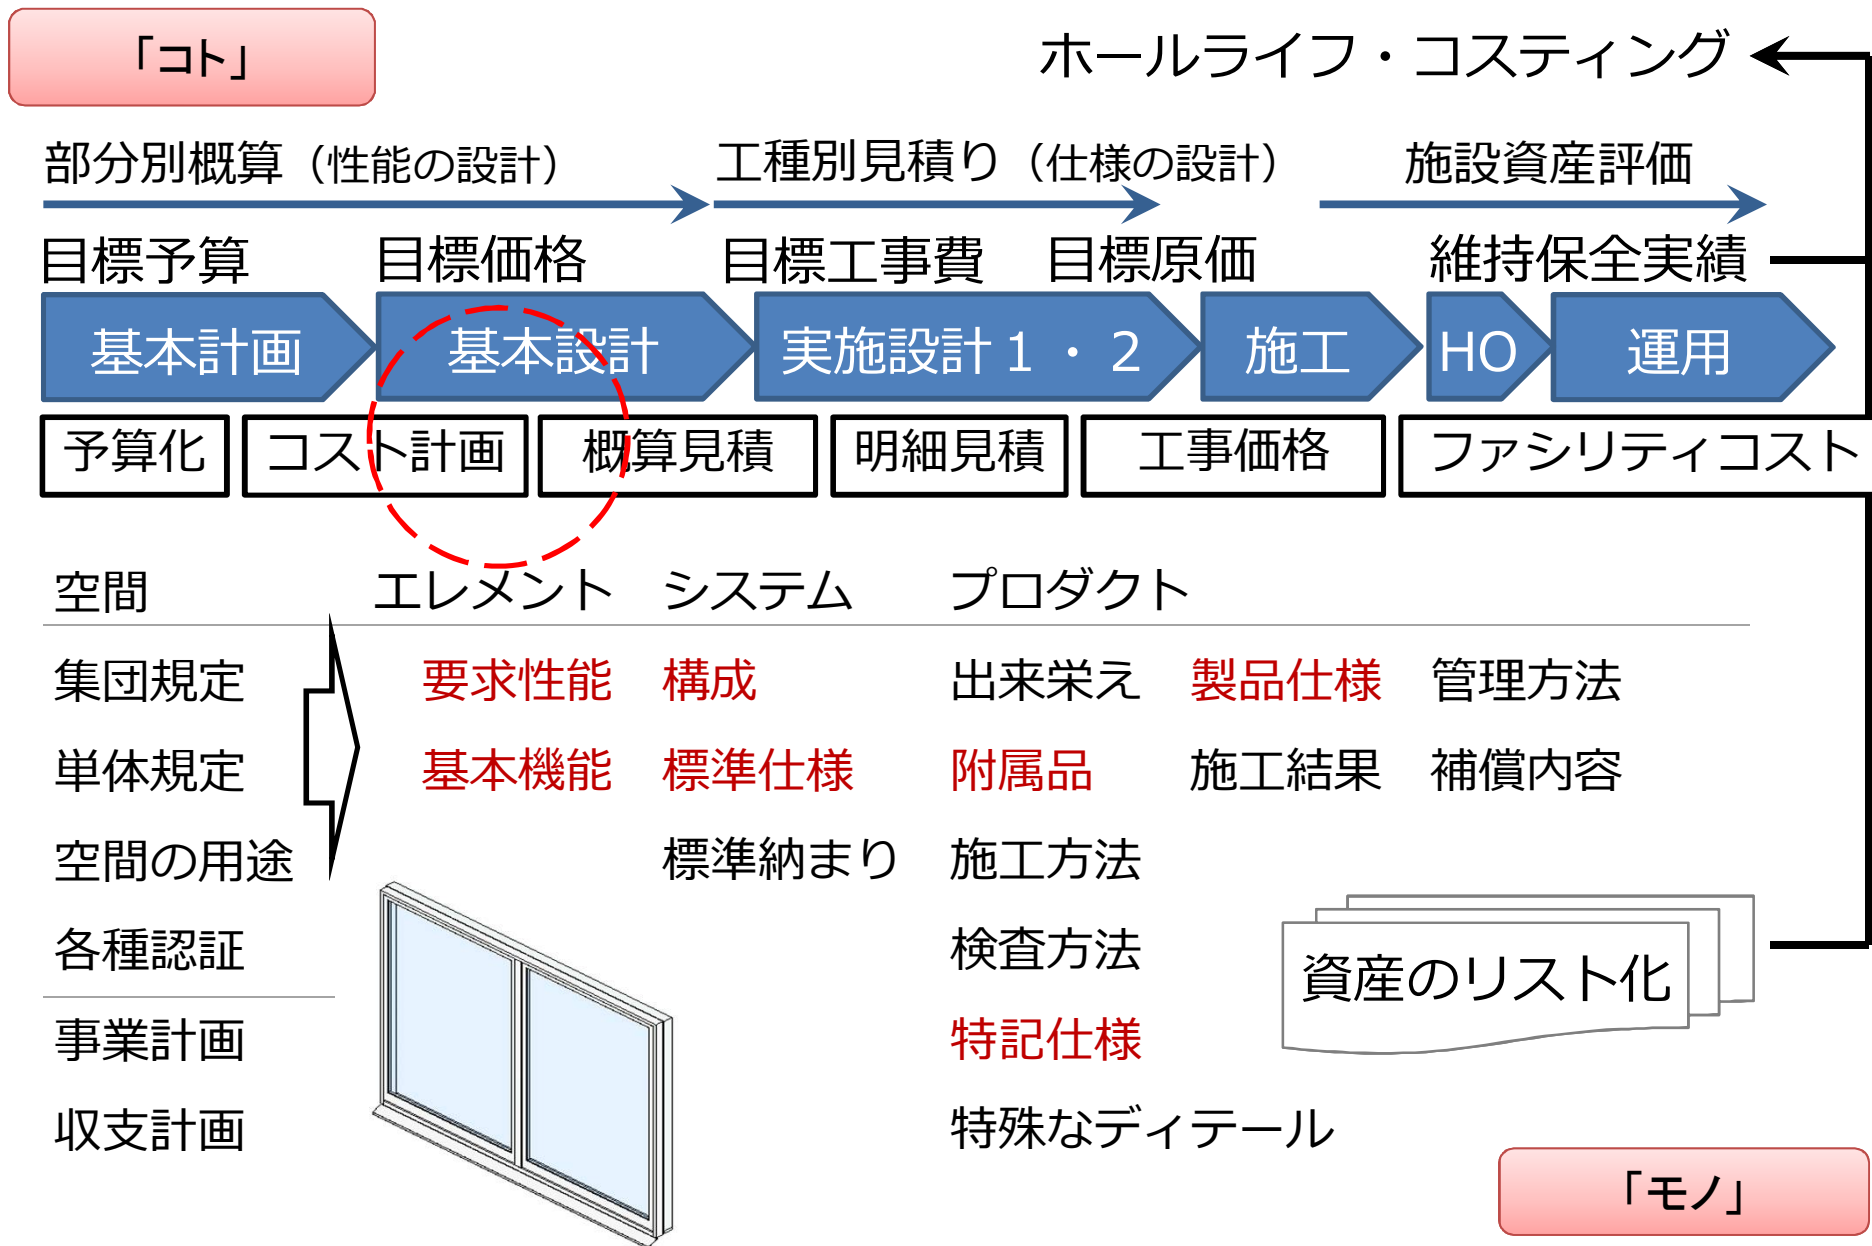 「コト」
ホールライフ・コスティング
部分別概算（性能の設計）
工種別見積り（仕様の設計）
施設資産評価
目標予算
目標価格
目標工事費
目標原価
維持保全実績
基本計画
基本設計
実施設計１・２
施工
HO
運用
予算化
コスト計画
概算見積
明細見積
工事価格
ファシリティコスト
空間
エレメント
システム
プロダクト
集団規定
要求性能
構成
出来栄え
製品仕様
管理方法
単体規定
基本機能
標準仕様
附属品
施工結果
補償内容
空間の用途
標準納まり
施工方法
各種認証
検査方法
資産のリスト化
事業計画
特記仕様
収支計画
特殊なディテール
「モノ」